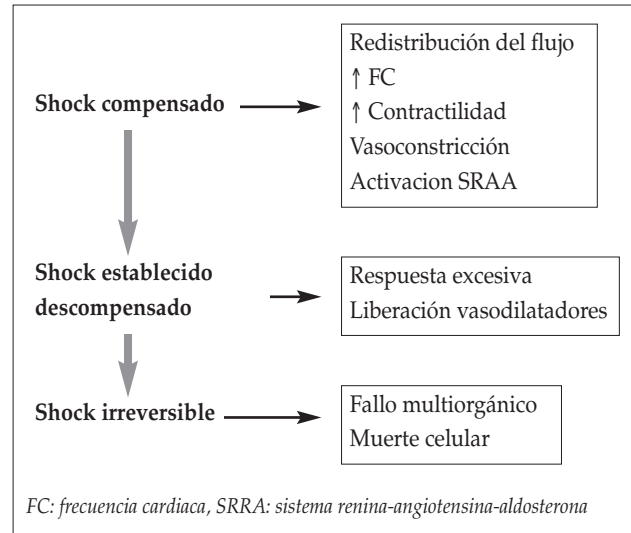 Shock compensado
Redistribución del flujo
↑ FC
↑ Contractilidad
Vasoconstricción
Activacion SRAA
Shock establecido
descompensado
Respuesta excesiva
Liberación vasodilatadores
Shock irreversible
Fallo multiorgánico
Muerte celular
FC: frecuencia cardiaca, SRRA: sistema renina-angiotensina-aldosterona